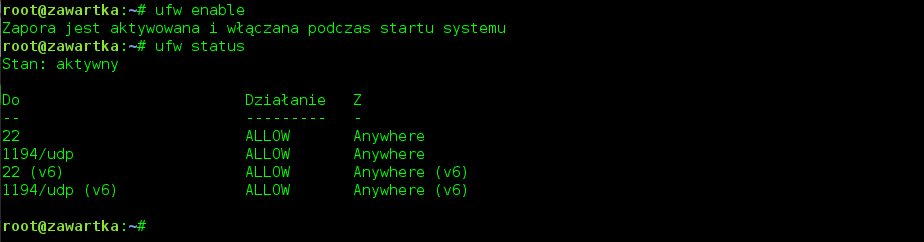 root@zawartka:~# ufw enable
Zapora jest aktywowana i włączana podczas startu systemu
root@zawartka:~# ufw status
Stan: aktywny
Do                         Działanie   Z
--                         ---------   -
22                         ALLOW       Anywhere
1194/udp                   ALLOW       Anywhere
22 (v6)                    ALLOW       Anywhere (v6)
1194/udp (v6)              ALLOW       Anywhere (v6)
root@zawartka:~#